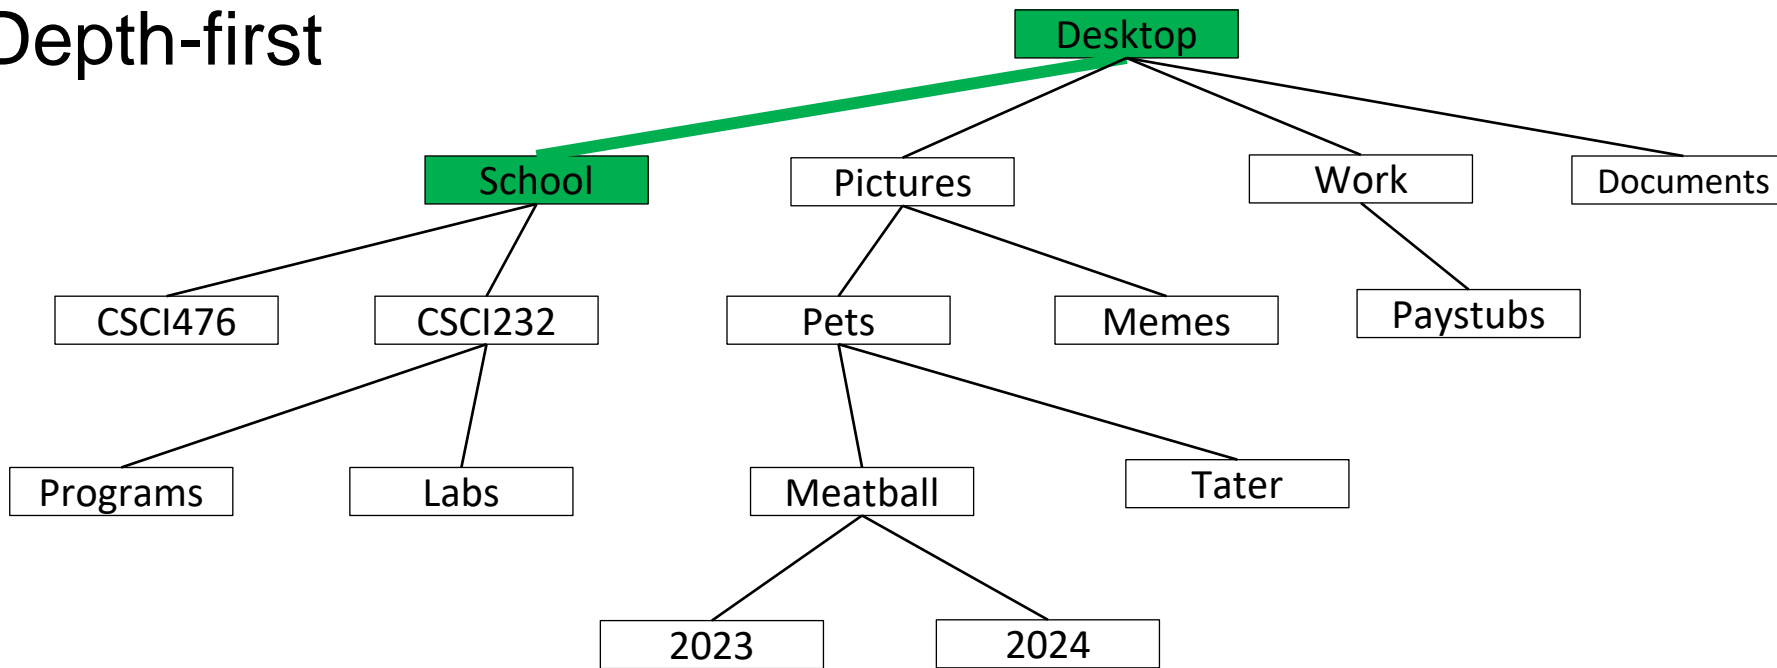 Depth-first
Desktop
School
Pictures
Work
Documents
CSCI476
CSCI232
Pets
Memes
Paystubs
Programs
Labs
Meatball
Tater
2023
2024